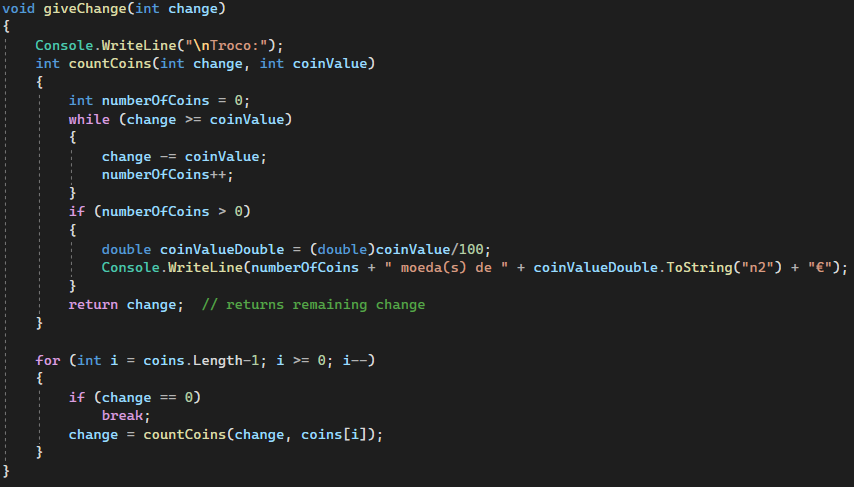 void giveChange(int change)
{
    Console.WriteLine("\nTroco:");
    int countCoins(int change, int coinValue)
    {
        int numberOfCoins = 0;
        while (change >= coinValue)
        {
            change -= coinValue;
            numberOfCoins++;
        }
        if (numberOfCoins > 0)
        {
            double coinValueDouble = (double)coinValue/100;
            Console.WriteLine(numberOfCoins + " moeda(s) de " + coinValueDouble.ToString("n2") + "€");
        }
        return change;  // returns remaining change
    }

    for (int i = coins.Length-1; i >= 0; i--)
    {
        if (change == 0)
            break;
        change = countCoins(change, coins[i]);
    }
}